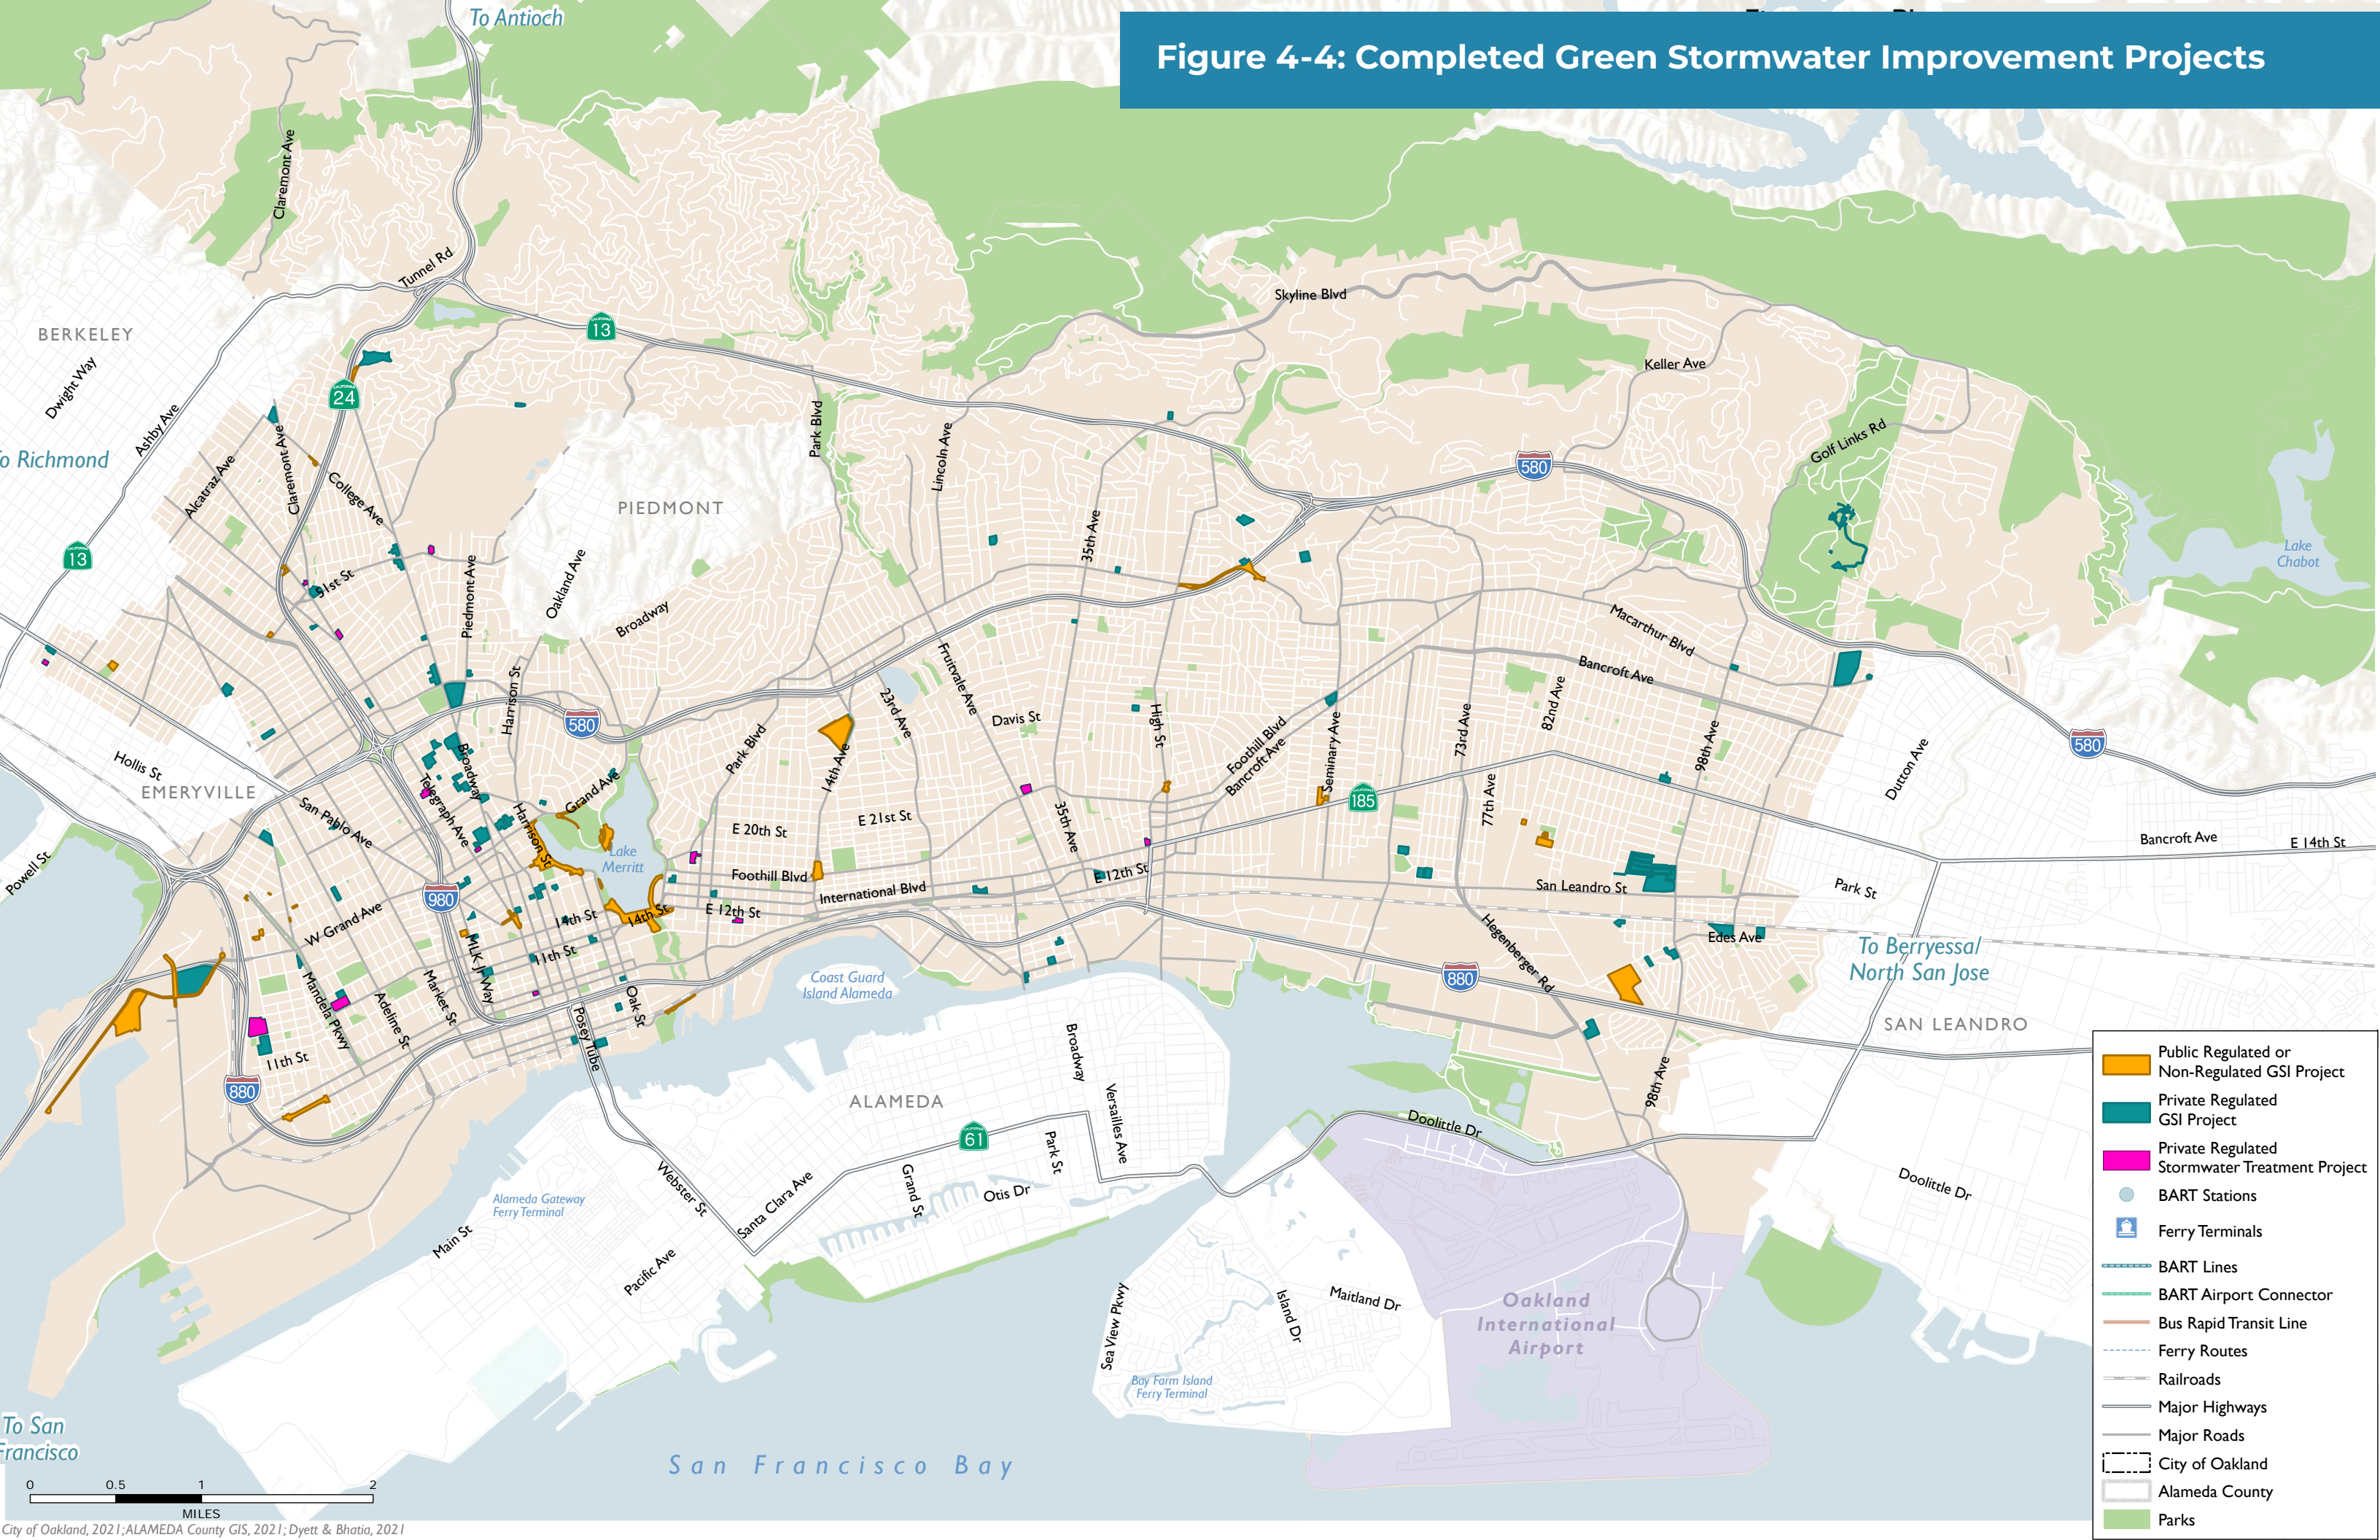 Figure 4-4: Completed Green Stormwater Improvement Projects
To Antioch
Claremont Ave
Tunnel Rd
BERKELEY
Dwight Way
Ashby Ave
CALIFORNIA
13
CALIFORNIA
24
Skyline Blvd
Keller Ave
Golf Links Rd
Park Blvd
Lincoln Ave
35th Ave
580
o Richmond
Alcatraz Ave
Claremont Ave
College Ave
PIEDMONT
CALIFORNIA
13
51st St
Piedmont Ave
Oakland Ave
Broadway
Lake
Chabot
Macarthur Blvd
Bancroft Ave
Harrison St
580
Fruitvale Ave
23rd Ave
Davis St
High St
Park Blvd
14th Ave
Foothill Blvd
Bancroft Ave
Seminary Ave
73rd Ave
82nd Ave
98th Ave
Dutton Ave
580
Hollis St
EMERYVILLE
San Pablo Ave
Telegraph Ave
Broadway
Harrison St
Grand Ave
E 20th St
E 21st St
35th Ave
CALIFORNIA
185
77th Ave
Bancroft Ave
E 14th St
Powell St
Lake
Merritt
Foothill Blvd
International Blvd
E 12th St
E 12th St
San Leandro St
Park St
980
W Grand Ave
14th St
14th St
11th St
MLK Jr Way
Market St
Mandela Pkwy
Adeline St
Oak St
Posey Tube
11th St
880
Coast Guard
Island Alameda
Hegenberger Rd
880
Edes Ave
To Berryessa/
North San Jose
SAN LEANDRO
98th Ave
ALAMEDA
Broadway
Versailles Ave
CALIFORNIA
61
Park St
Grand St
Otis Dr
Santa Clara Ave
Webster St
Alameda Gateway
Ferry Terminal
Main St
Pacific Ave
Doolittle Dr
Doolittle Dr
Sea View Pkwy
Island Dr
Maitland Dr
Bay Farm Island
Ferry Terminal
Oakland
International
Airport
To San
Francisco
San Francisco Bay
Public Regulated or
Non-Regulated GSI Project
Private Regulated
GSI Project
Private Regulated
Stormwater Treatment Project
BART Stations
Ferry Terminals
BART Lines
BART Airport Connector
Bus Rapid Transit Line
Ferry Routes
Railroads
Major Highways
Major Roads
City of Oakland
Alameda County
Parks
0 0.5 1 2
MILES
City of Oakland, 2021; ALAMEDA County GIS, 2021; Dyett & Bhatia, 2021